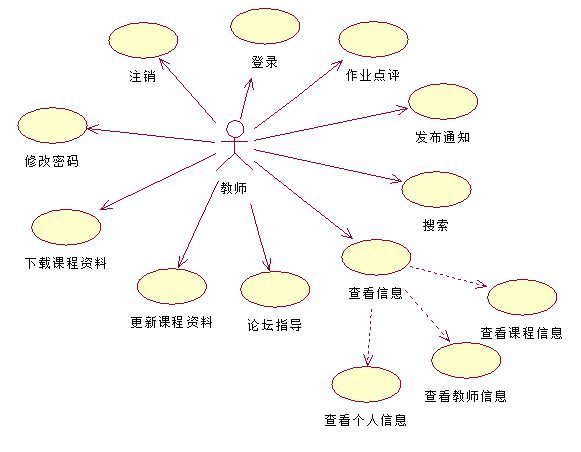 登录
注销
作业点评
发布通知
修改密码
教师
搜索
下载课程资料
查看信息
更新课程资料
论坛指导
查看课程信息
查看教师信息
查看个人信息